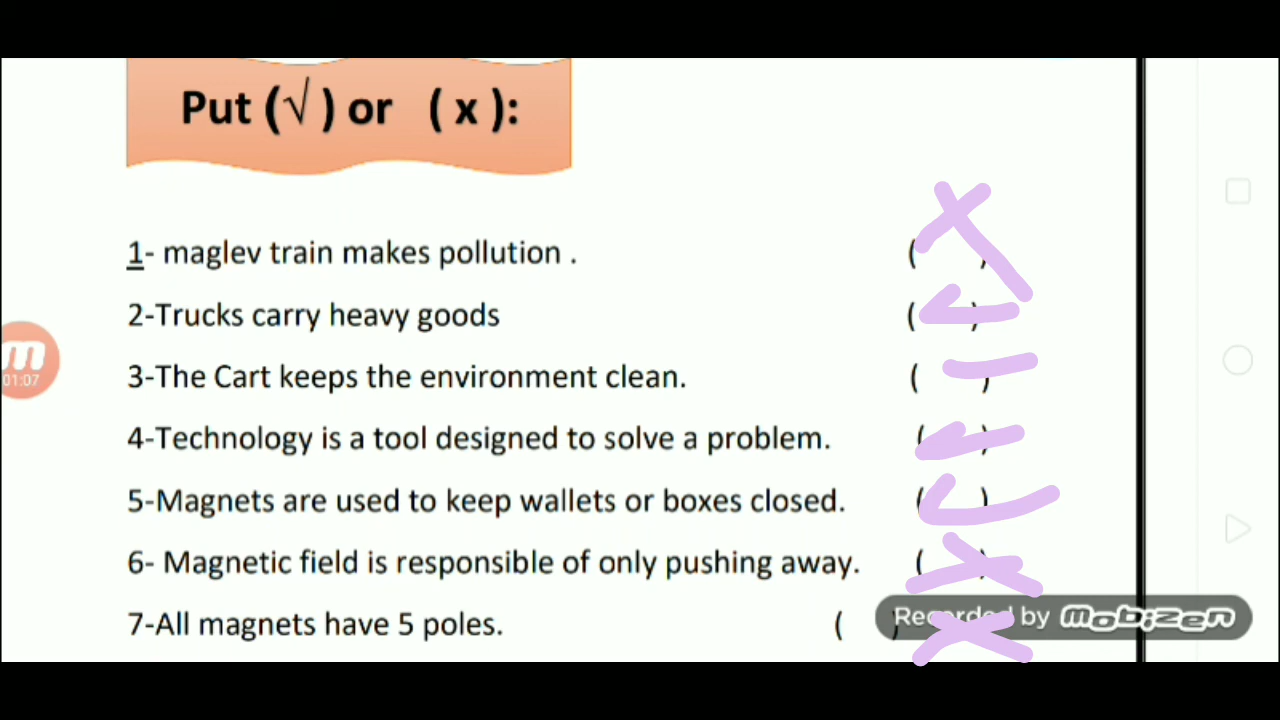 Put (√ ) or ( x ):
1- maglev train makes pollution . ( )
2-Trucks carry heavy goods ( )
3-The Cart keeps the environment clean. ( )
4-Technology is a tool designed to solve a problem. ( )
5-Magnets are used to keep wallets or boxes closed. ( )
6- Magnetic field is responsible of only pushing away. ( )
7-All magnets have 5 poles. ( )
m
01:07
Recorded by mobizen